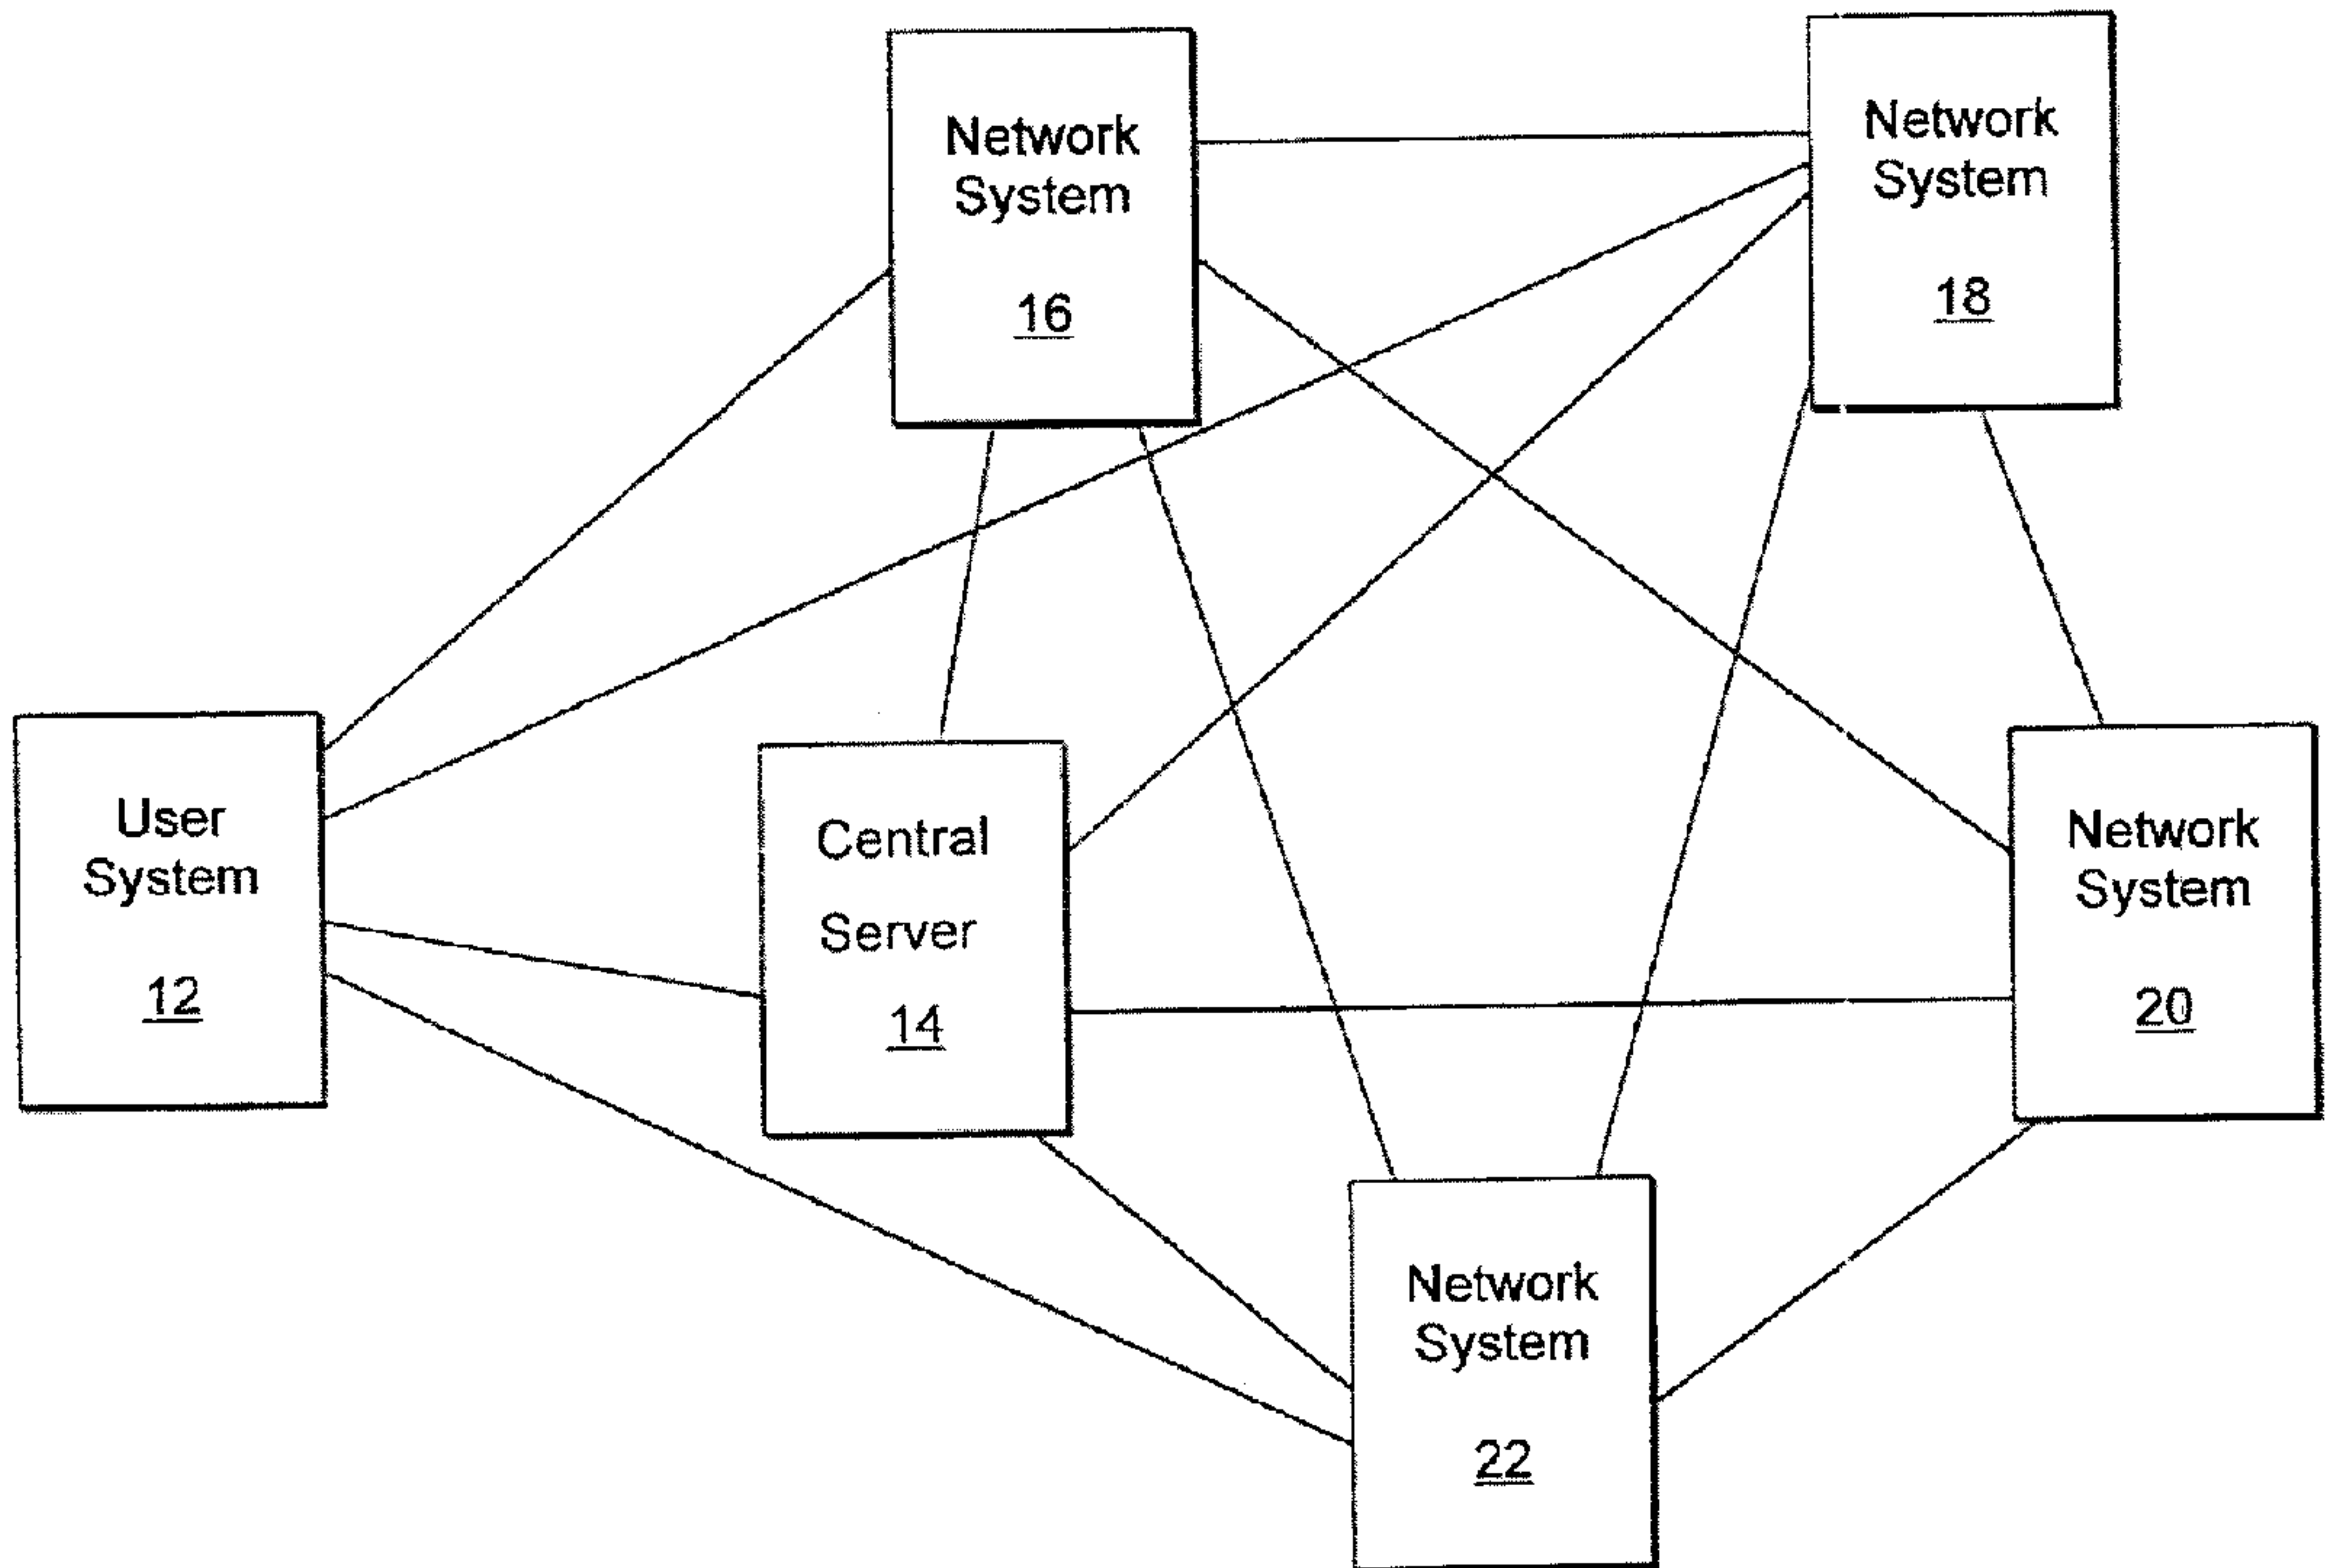 Network
System
16
Network
System
18
User
System
12
Central
Server
14
Network
System
20
Network
System
22